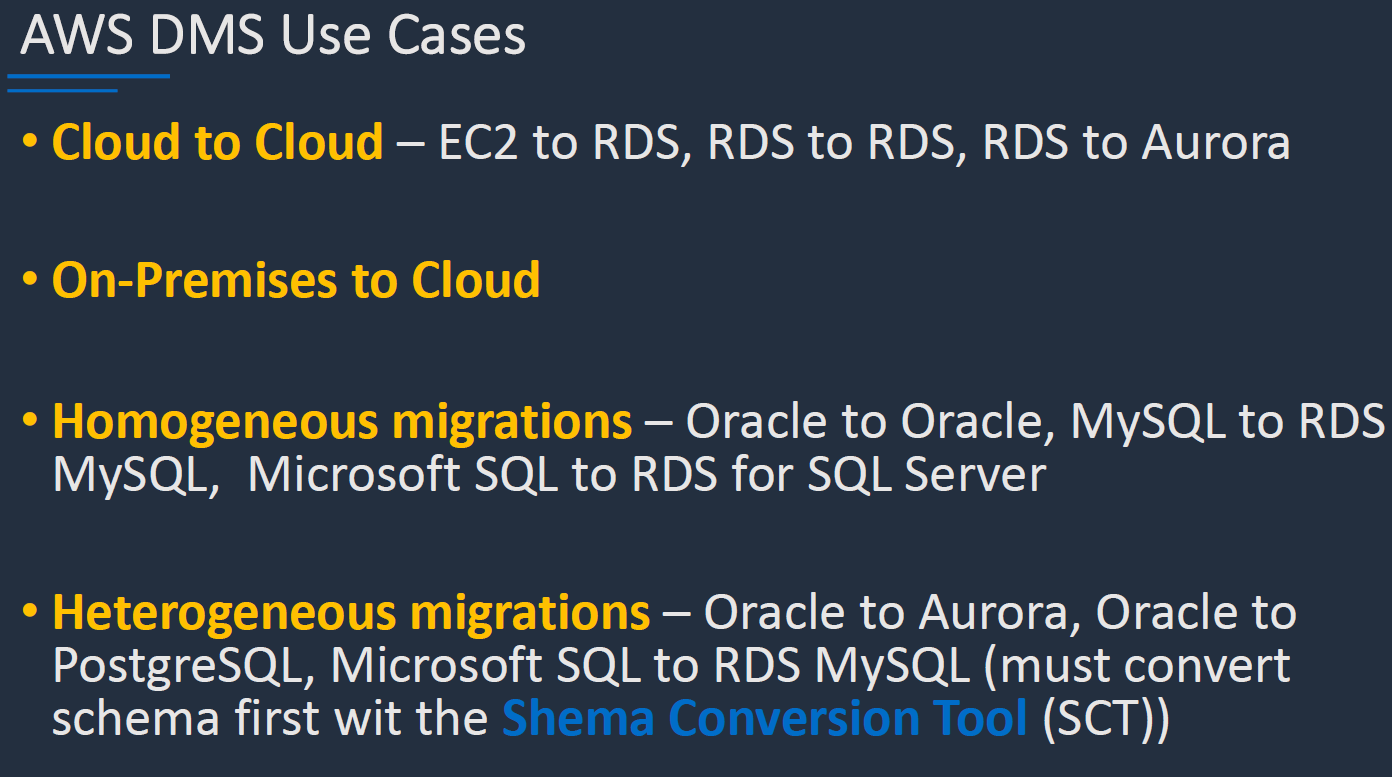 AWS DMS Use Cases
• Cloud to Cloud – EC2 to RDS, RDS to RDS, RDS to Aurora
• On-Premises to Cloud
• Homogeneous migrations – Oracle to Oracle, MySQL to RDS
MySQL,  Microsoft SQL to RDS for SQL Server
• Heterogeneous migrations – Oracle to Aurora, Oracle to
PostgreSQL, Microsoft SQL to RDS MySQL (must convert
schema first wit the Shema Conversion Tool (SCT))